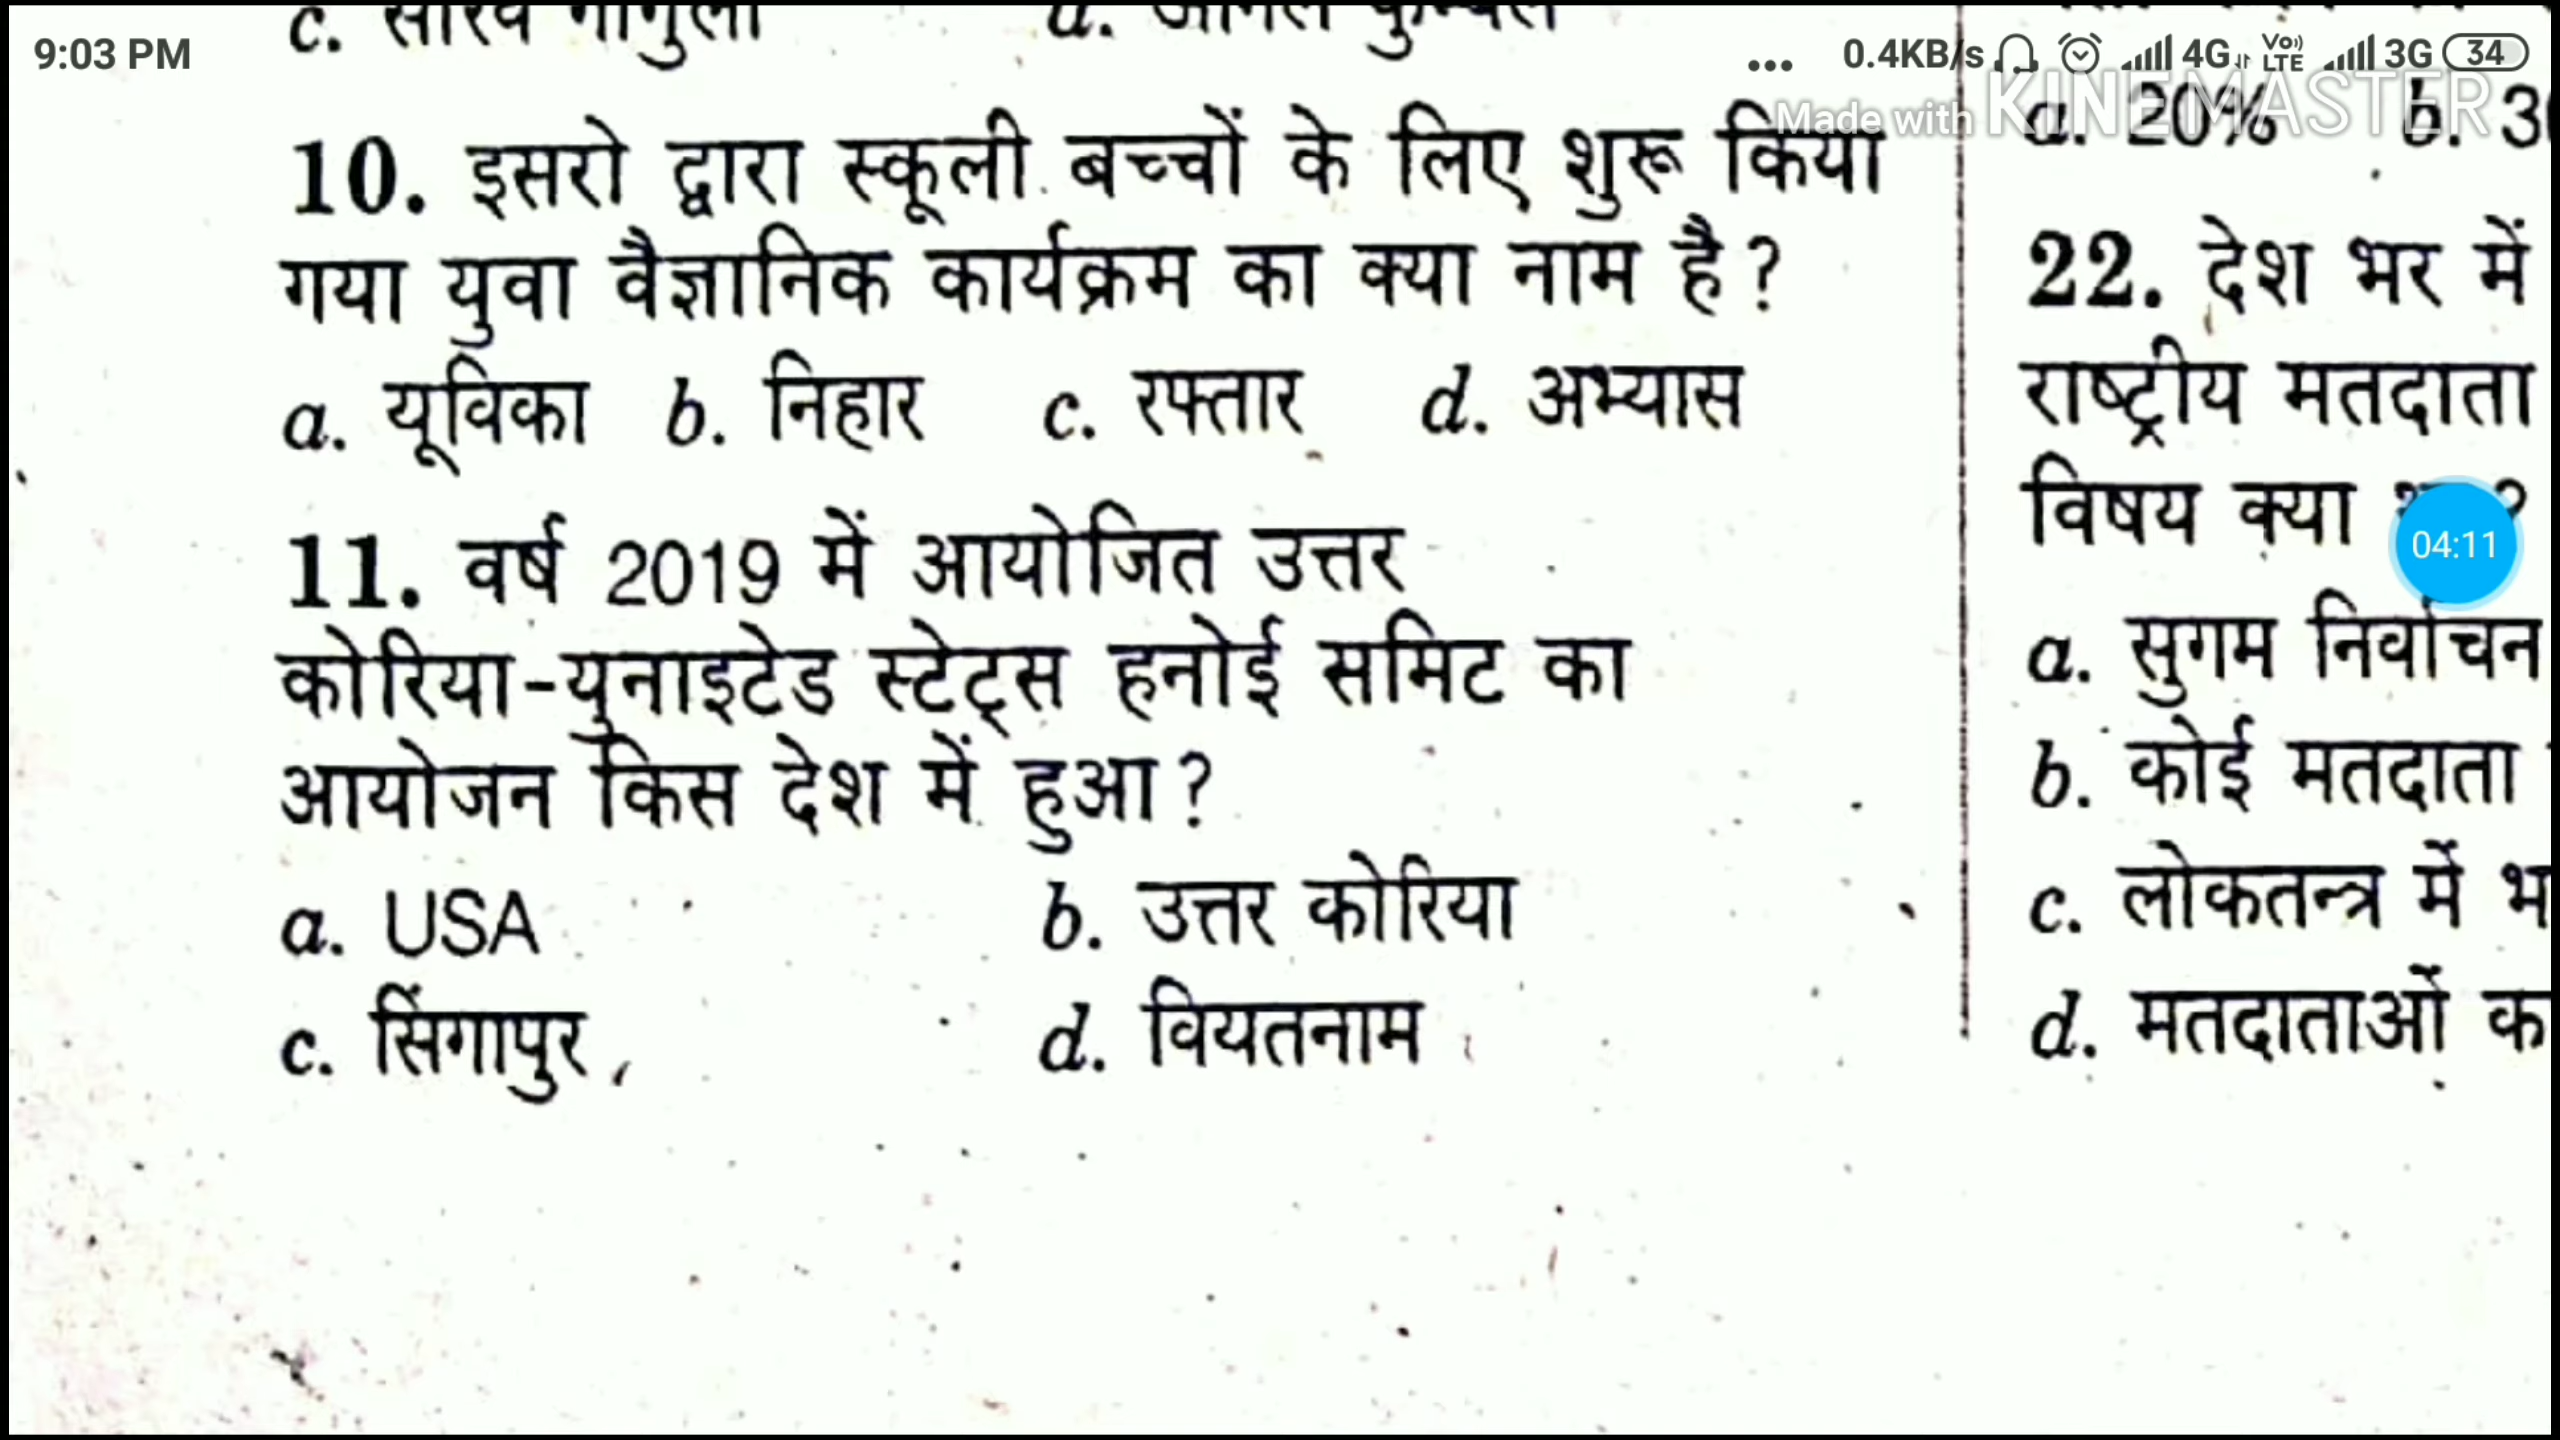 9:03 PM
... 0.4KB/s 4G VoLTE 3G 34
Made with KINEMASTER
10. इसरो द्वारा स्कूली बच्चों के लिए शुरू किया
गया युवा वैज्ञानिक कार्यक्रम का क्या नाम है?
a. यूविका b. निहार c. रफ्तार d. अभ्यास
11. वर्ष 2019 में आयोजित उत्तर
कोरिया-युनाइटेड स्टेट्स हनोई समिट का
आयोजन किस देश में हुआ?
a. USA b. उत्तर कोरिया
c. सिंगापुर d. वियतनाम
a. 20% b.
22. देश भर में
राष्ट्रीय मतदाता
विषय क्या
04:11
a. सुगम निर्वाचन
b. कोई मतदाता
c. लोकतन्त्र में
d. मतदाताओं